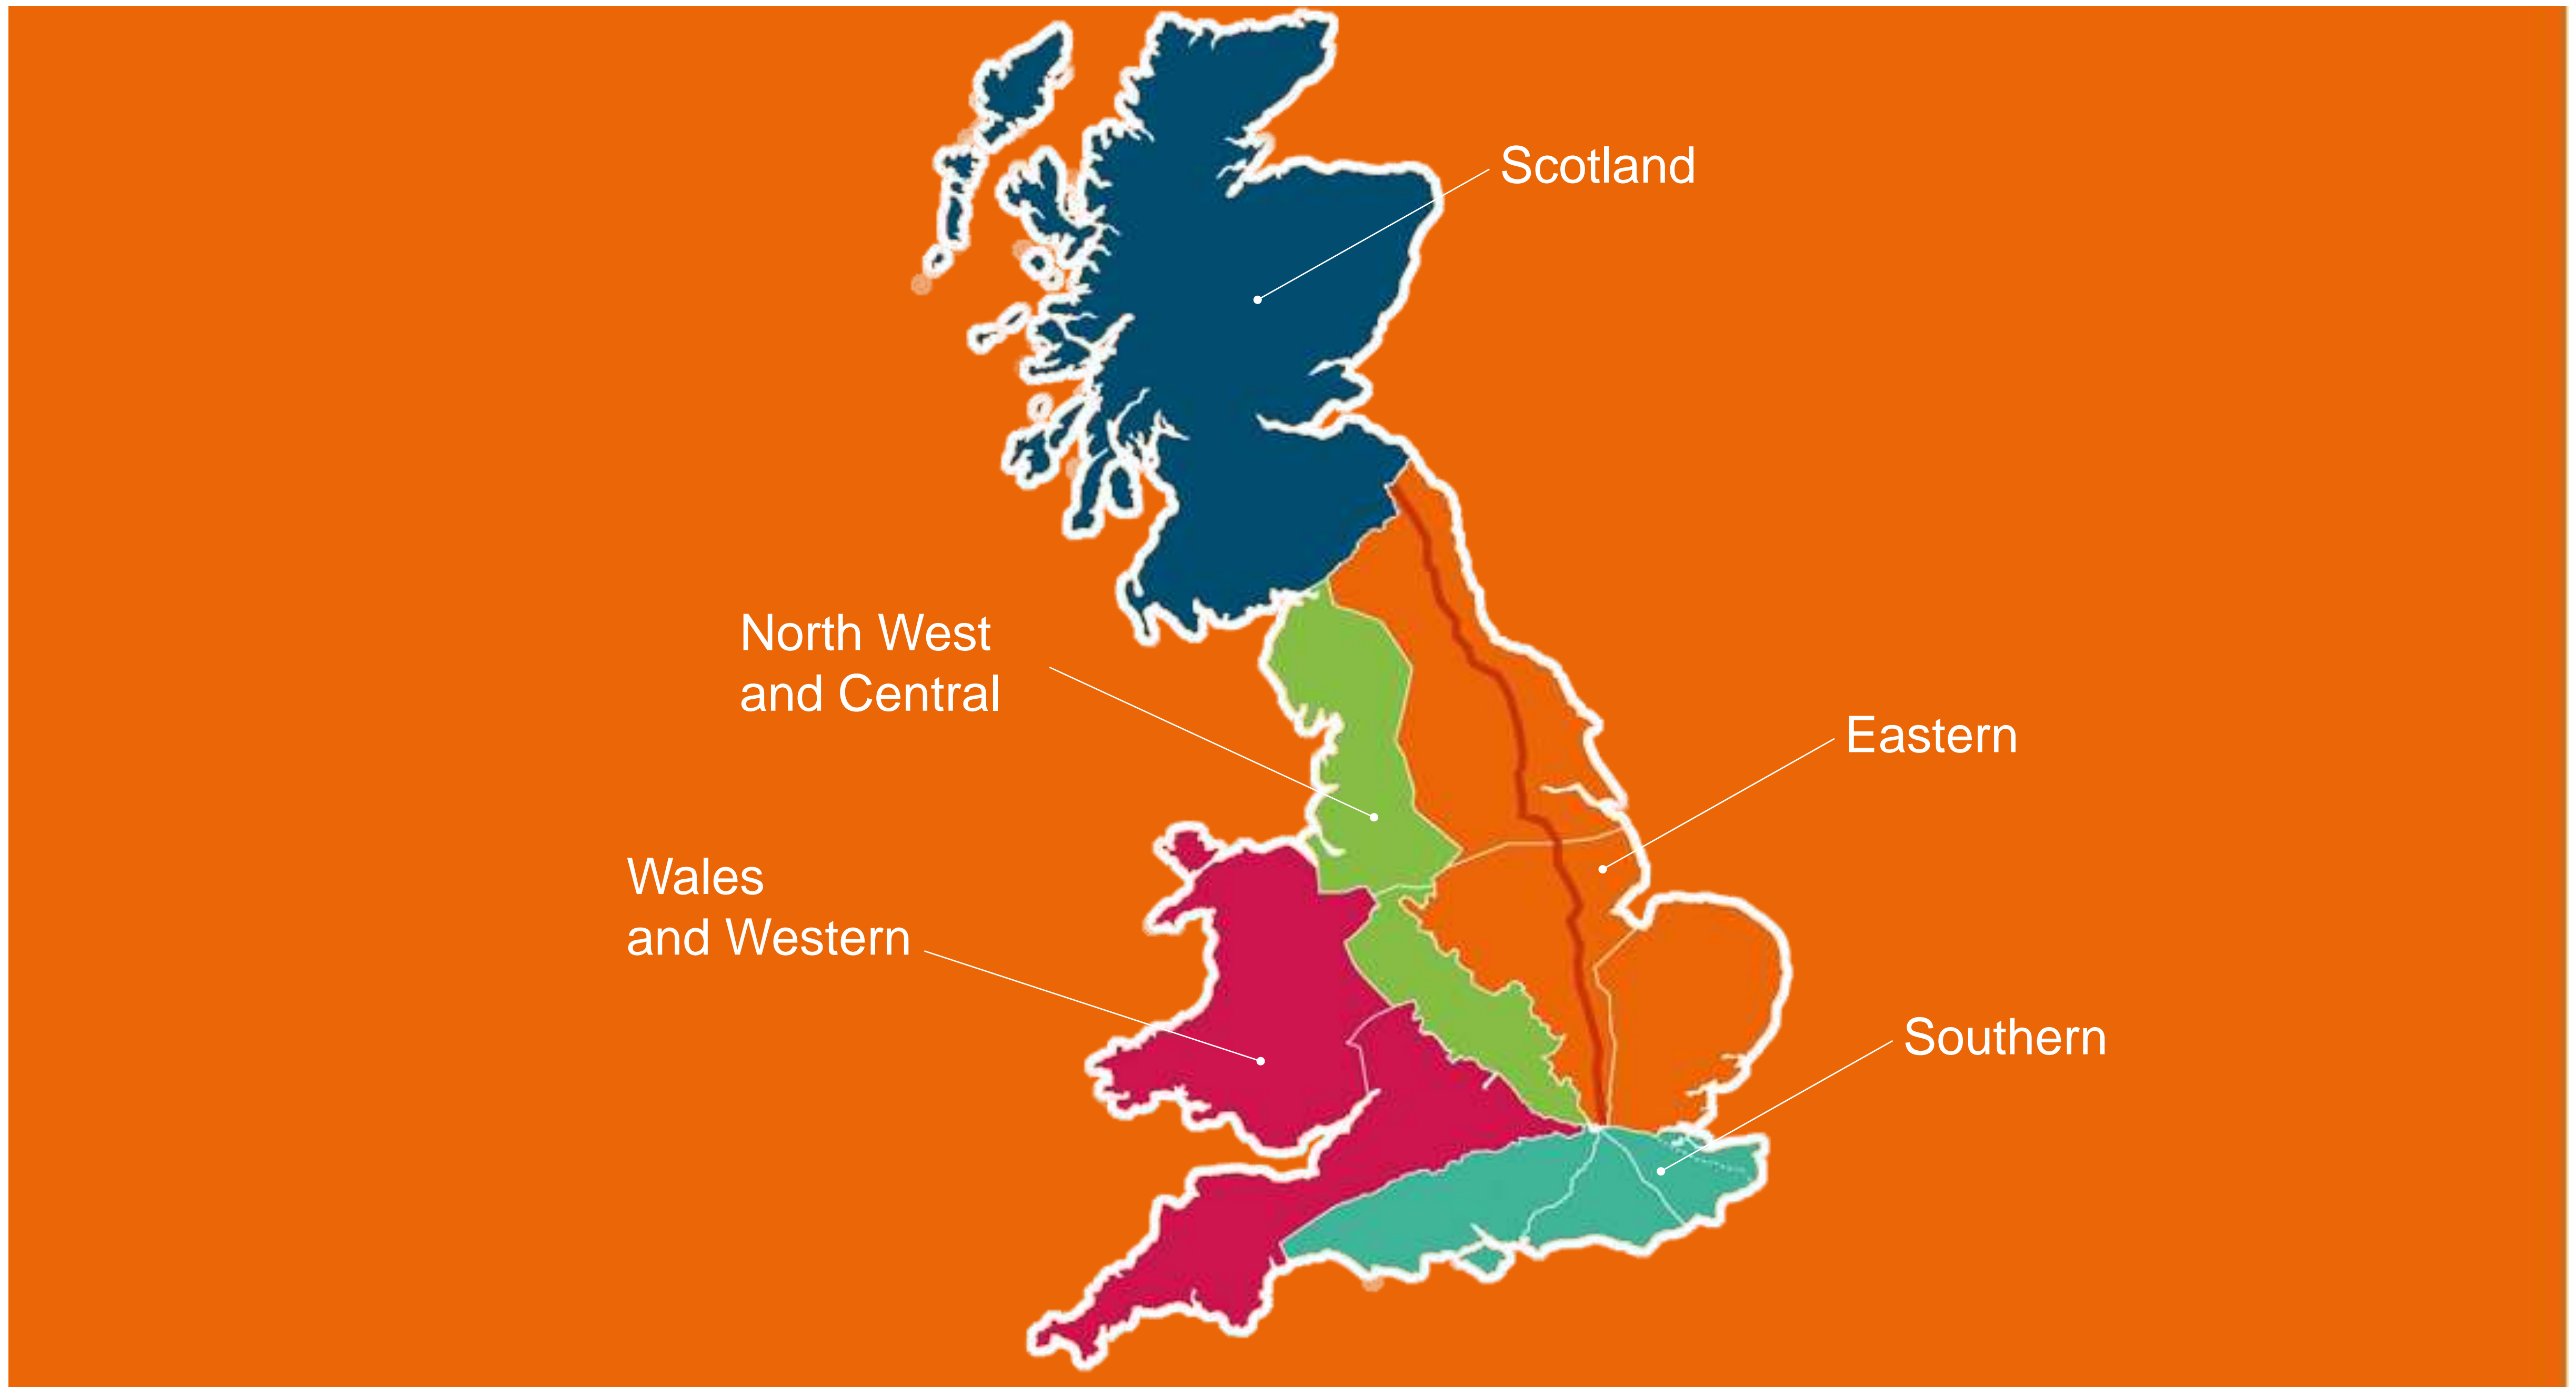 Scotland
North West
and Central
Eastern
Wales
and Western
Southern